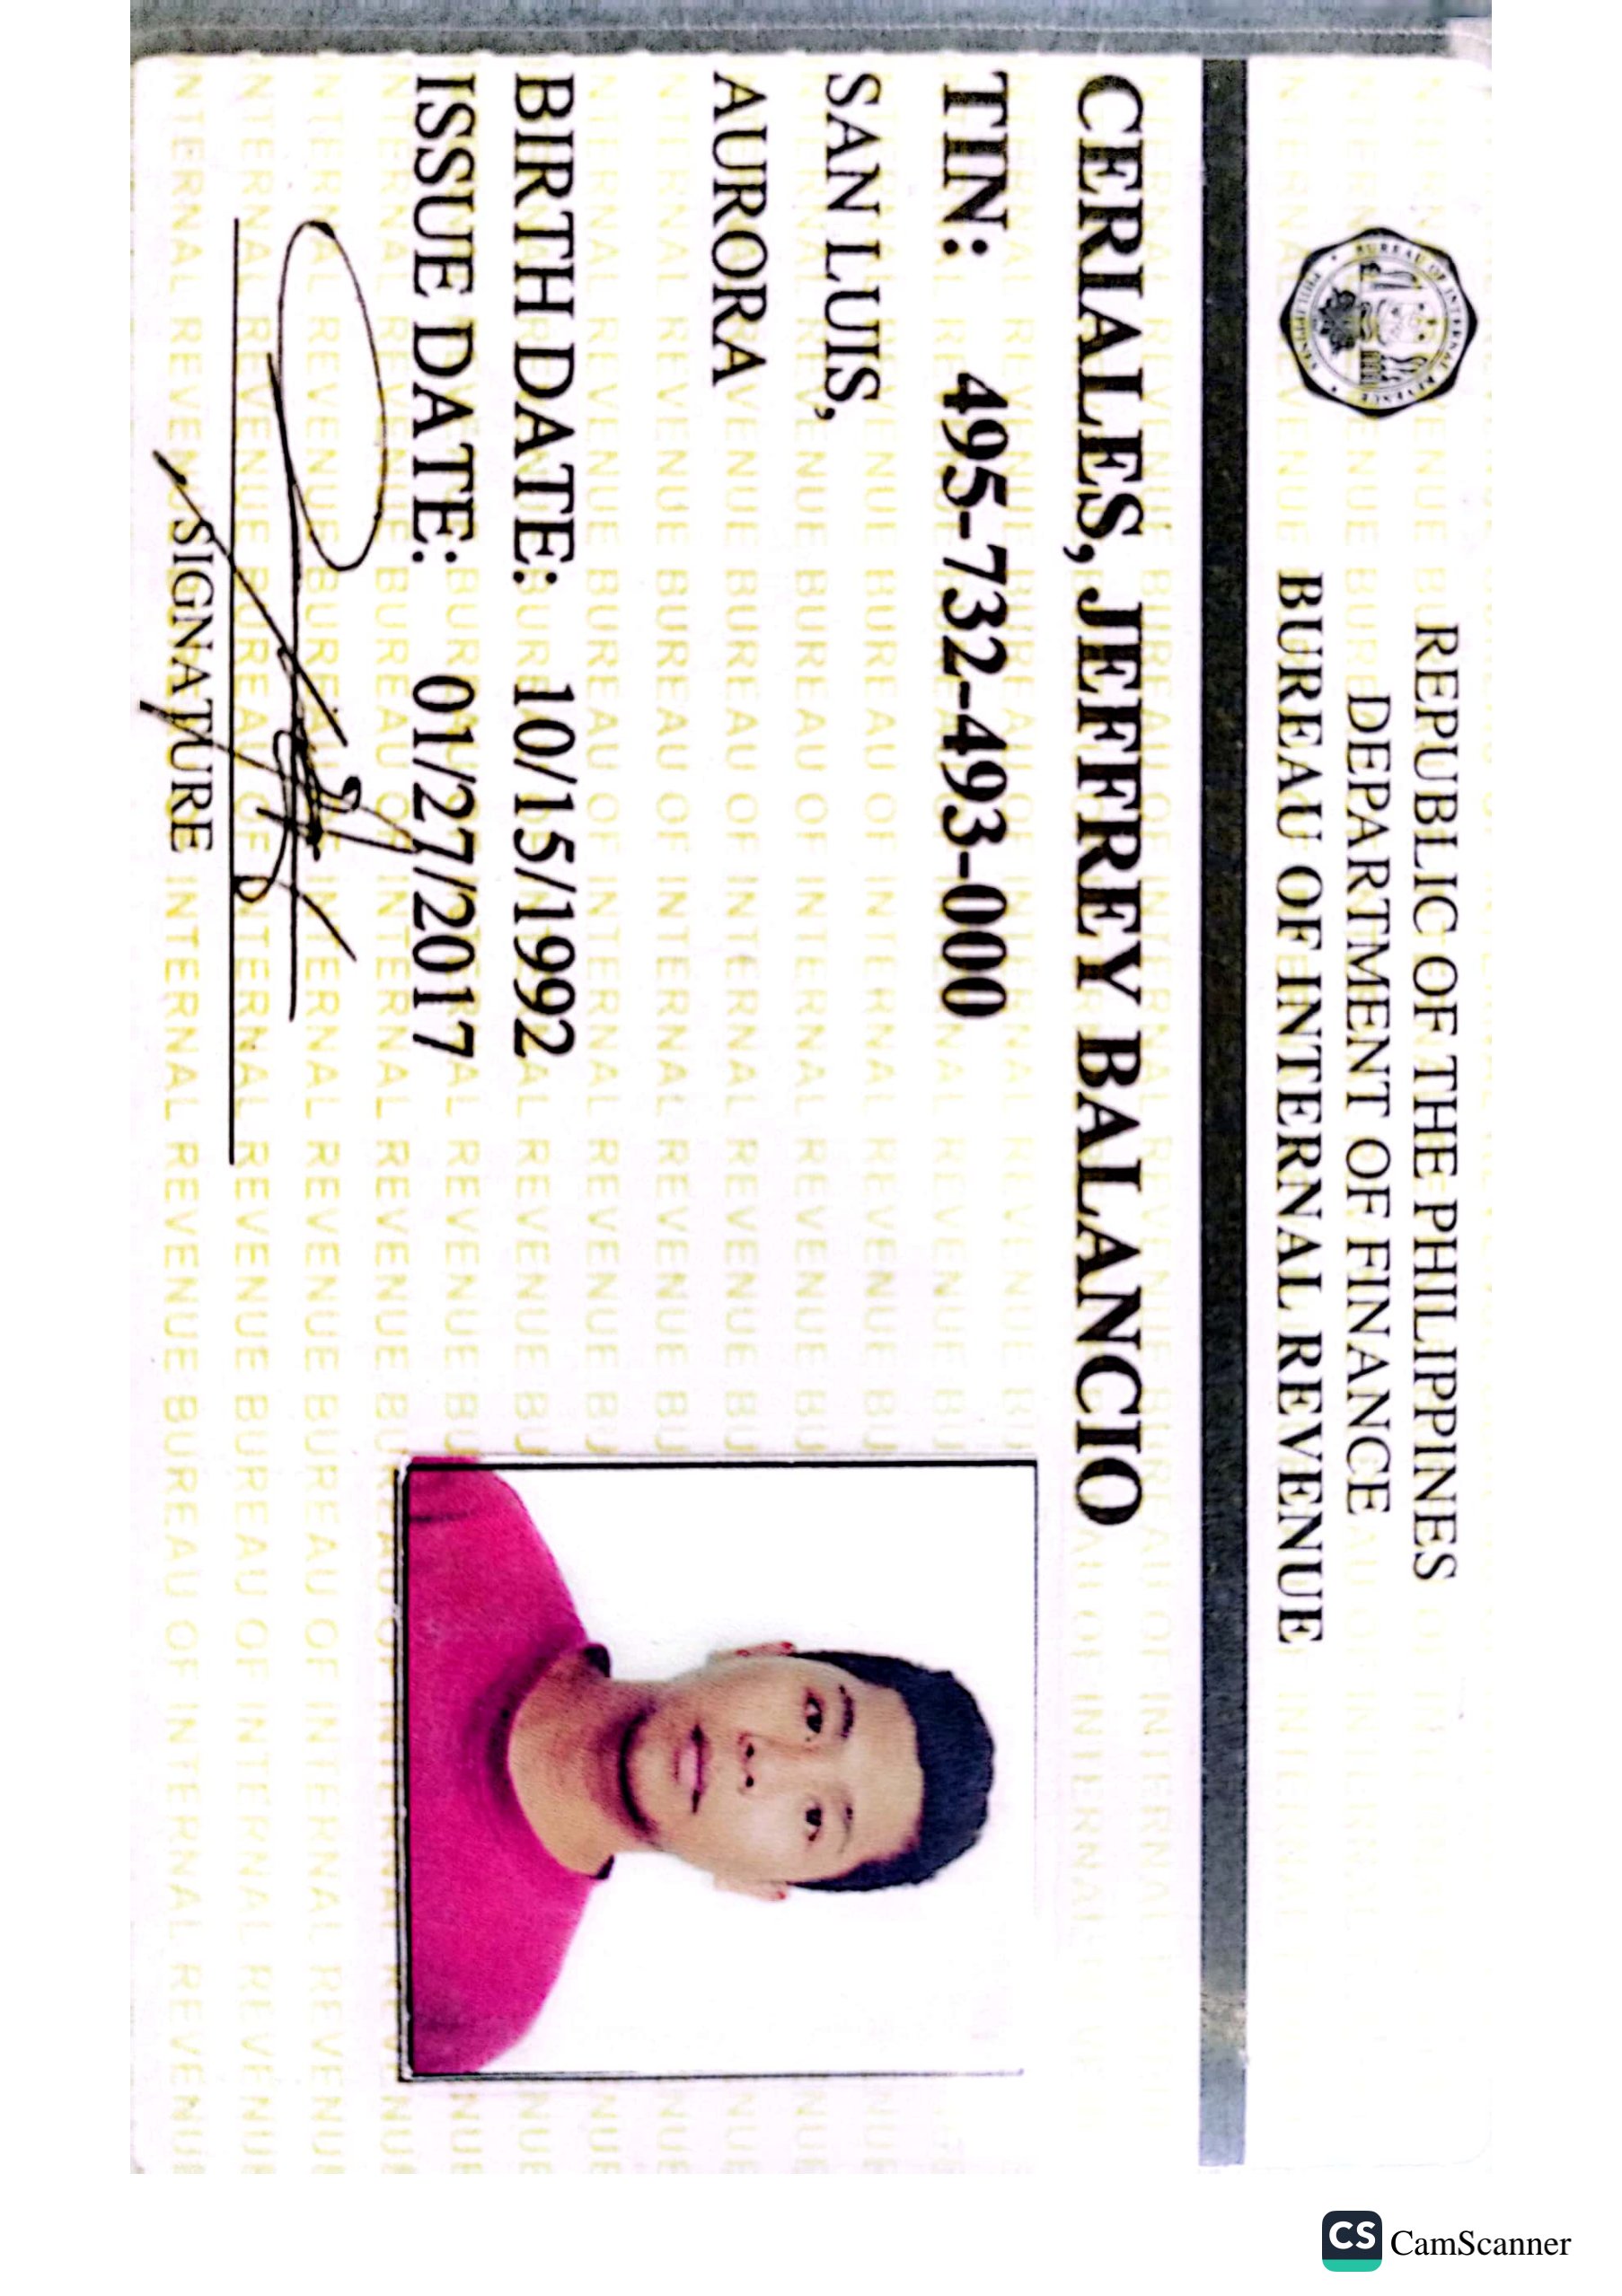 REPUBLIC OF THE PHILIPPINES
DEPARTMENT OF FINANCE
BUREAU OF INTERNAL REVENUE
CERIALES, JEFFREY BALANCIO
TIN: 495-732-493-000
SAN LUIS,
AURORA
BIRTH DATE: 10/15/1992
ISSUE DATE: 01/27/2017
SIGNATURE
CS CamScanner